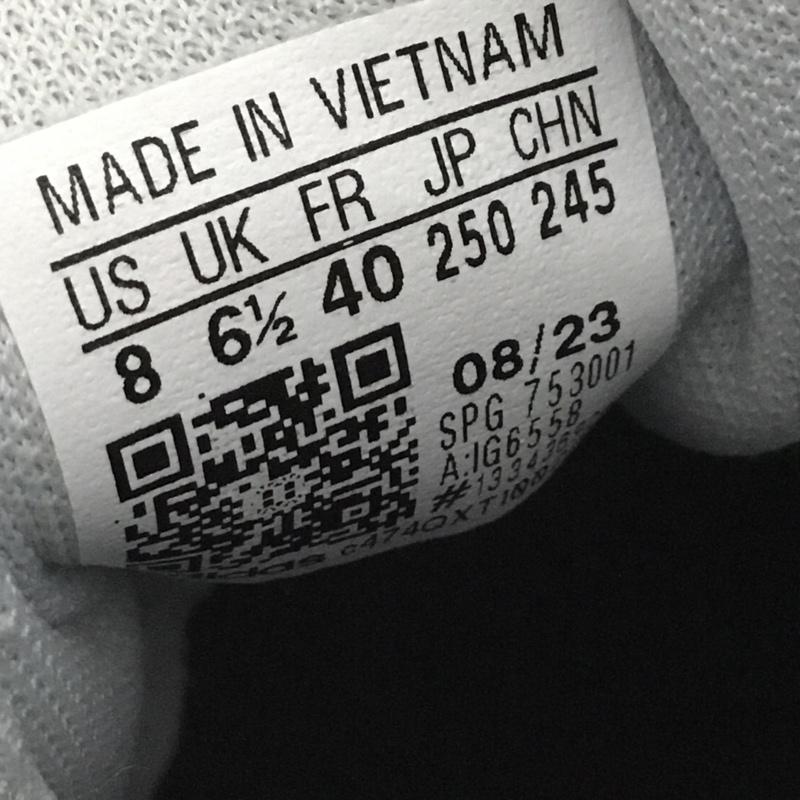 MADE IN VIETNAM
US UK FR JP CHN
8 6½ 40 250 245
08/23
SPG 753001
A:IG6558
adidas